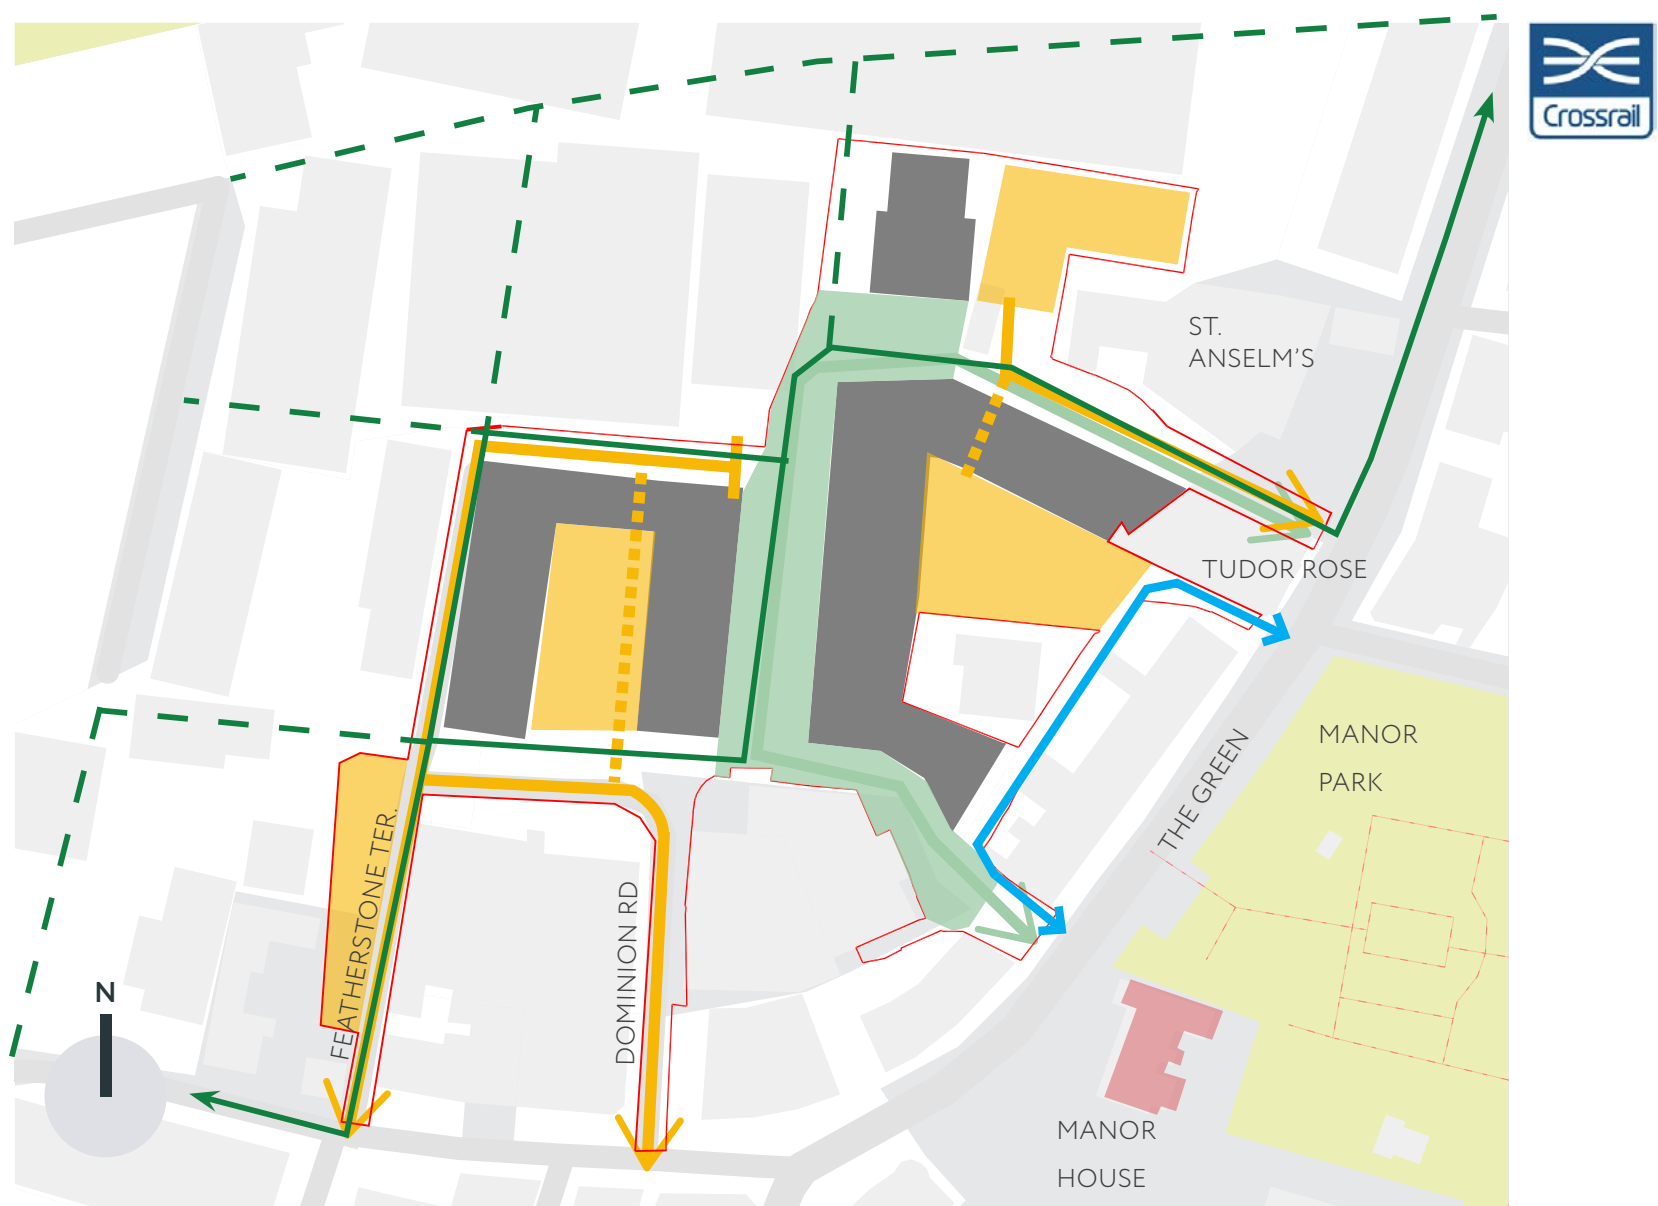 Crossrail
ST.
ANSELM'S
TUDOR ROSE
MANOR
PARK
THE GREEN
FEATHERSTONE TER.
DOMINION RD
N
MANOR
HOUSE